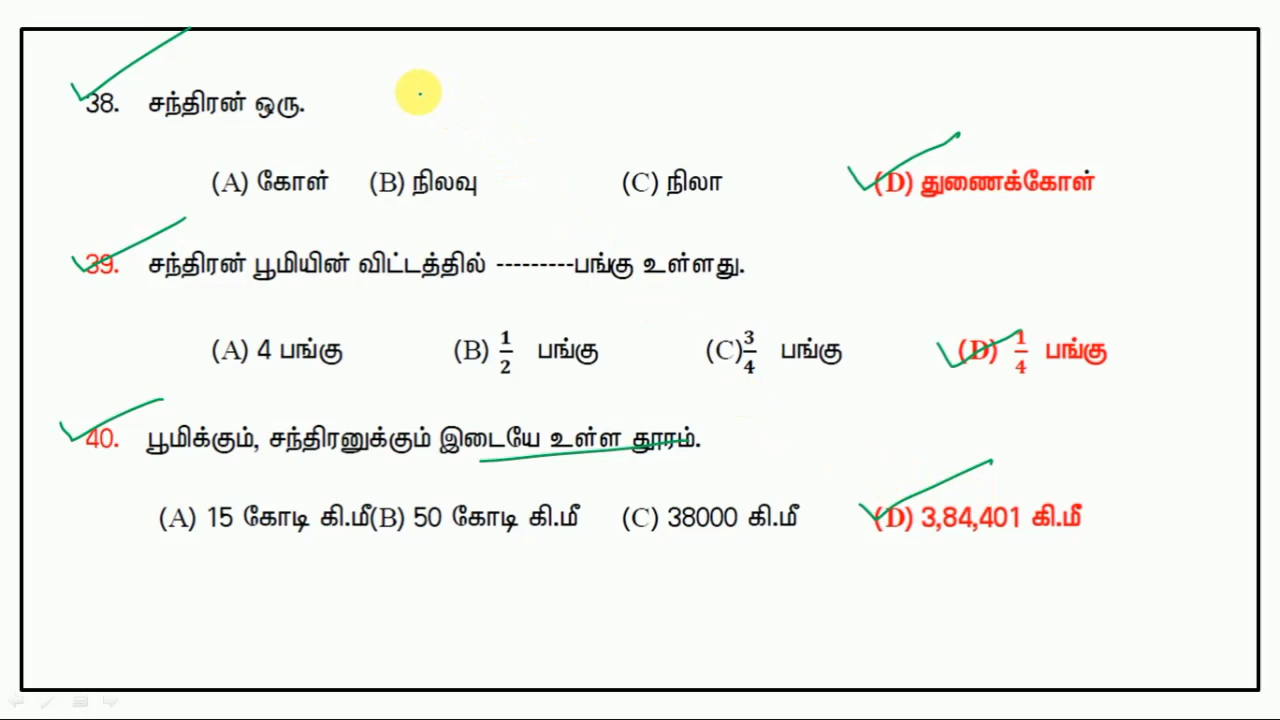 38. சந்திரன் ஒரு.
(A) கோள் (B) நிலவு (C) நிலா (D) துணைக்கோள்
39. சந்திரன் பூமியின் விட்டத்தில் ---------பங்கு உள்ளது.
(A) 4 பங்கு (B) 1/2 பங்கு (C) 3/4 பங்கு (D) 1/4 பங்கு
40. பூமிக்கும், சந்திரனுக்கும் இடையே உள்ள தூரம்.
(A) 15 கோடி கி.மீ(B) 50 கோடி கி.மீ (C) 38000 கி.மீ (D) 3,84,401 கி.மீ